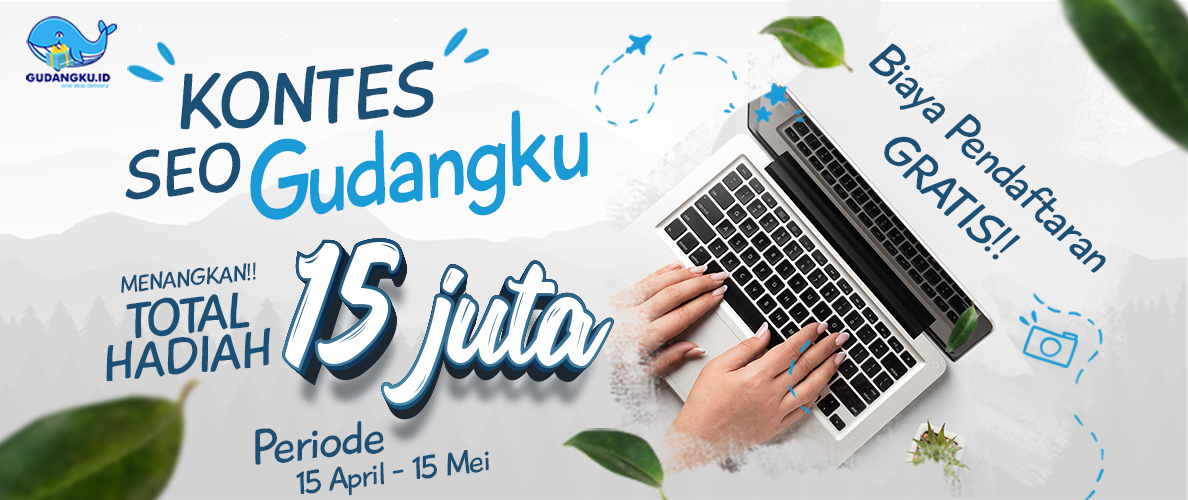 GUDANGKU.ID
KONTES
SEO Gudangku
MENANGKAN!!
TOTAL
HADIAH
15 juta
Periode
15 April - 15 Mei
Biaya Pendaftaran
GRATIS!!